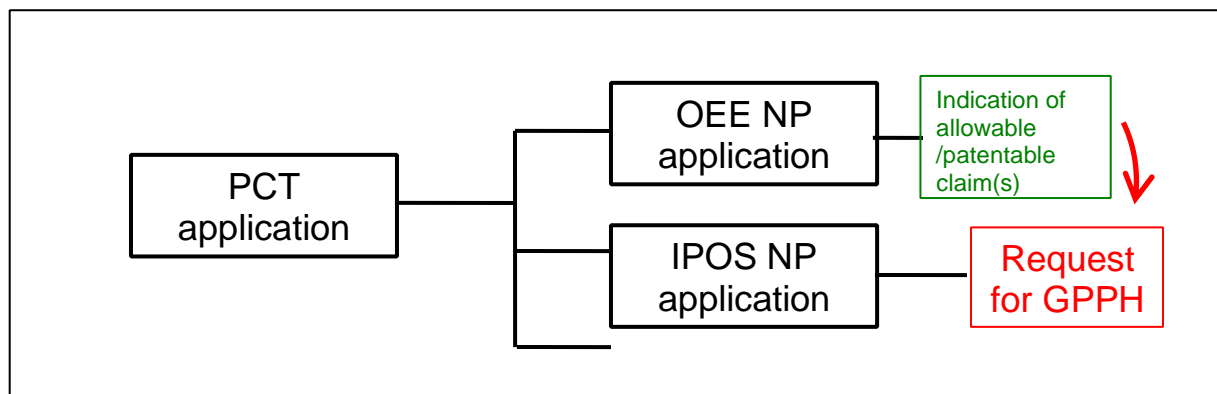 PCT
application
OEE NP
application
Indication of
allowable
/patentable
claim(s)
IPOS NP
application
Request
for GPPH